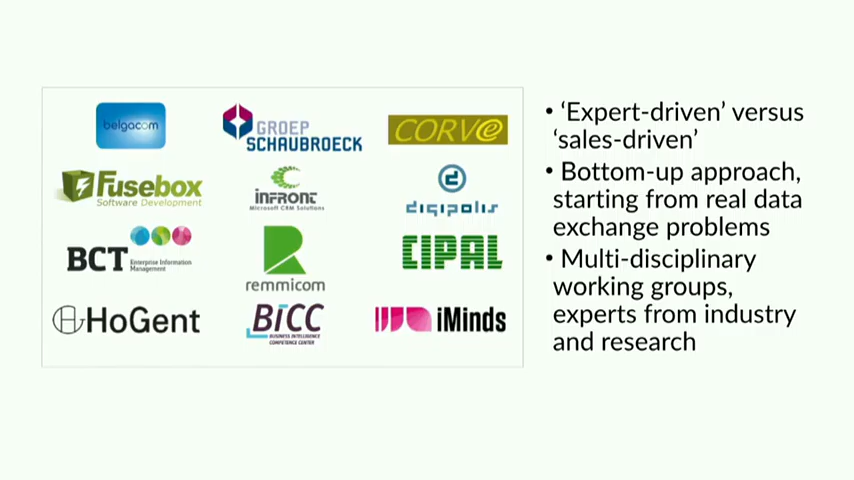 belgacom
GROEP
SCHAUBROECK
CORVe
Fusebox
Software Development
INFRONT
Microsoft CRM Solutions
digipolis
BCT
Enterprise Information
Management
remmicom
CIPAL
HoGent
BICC
BUSINESS INTELLIGENCE
COMPETENCE CENTER
iMinds
• ‘Expert-driven’ versus
‘sales-driven’
• Bottom-up approach,
starting from real data
exchange problems
• Multi-disciplinary
working groups,
experts from industry
and research